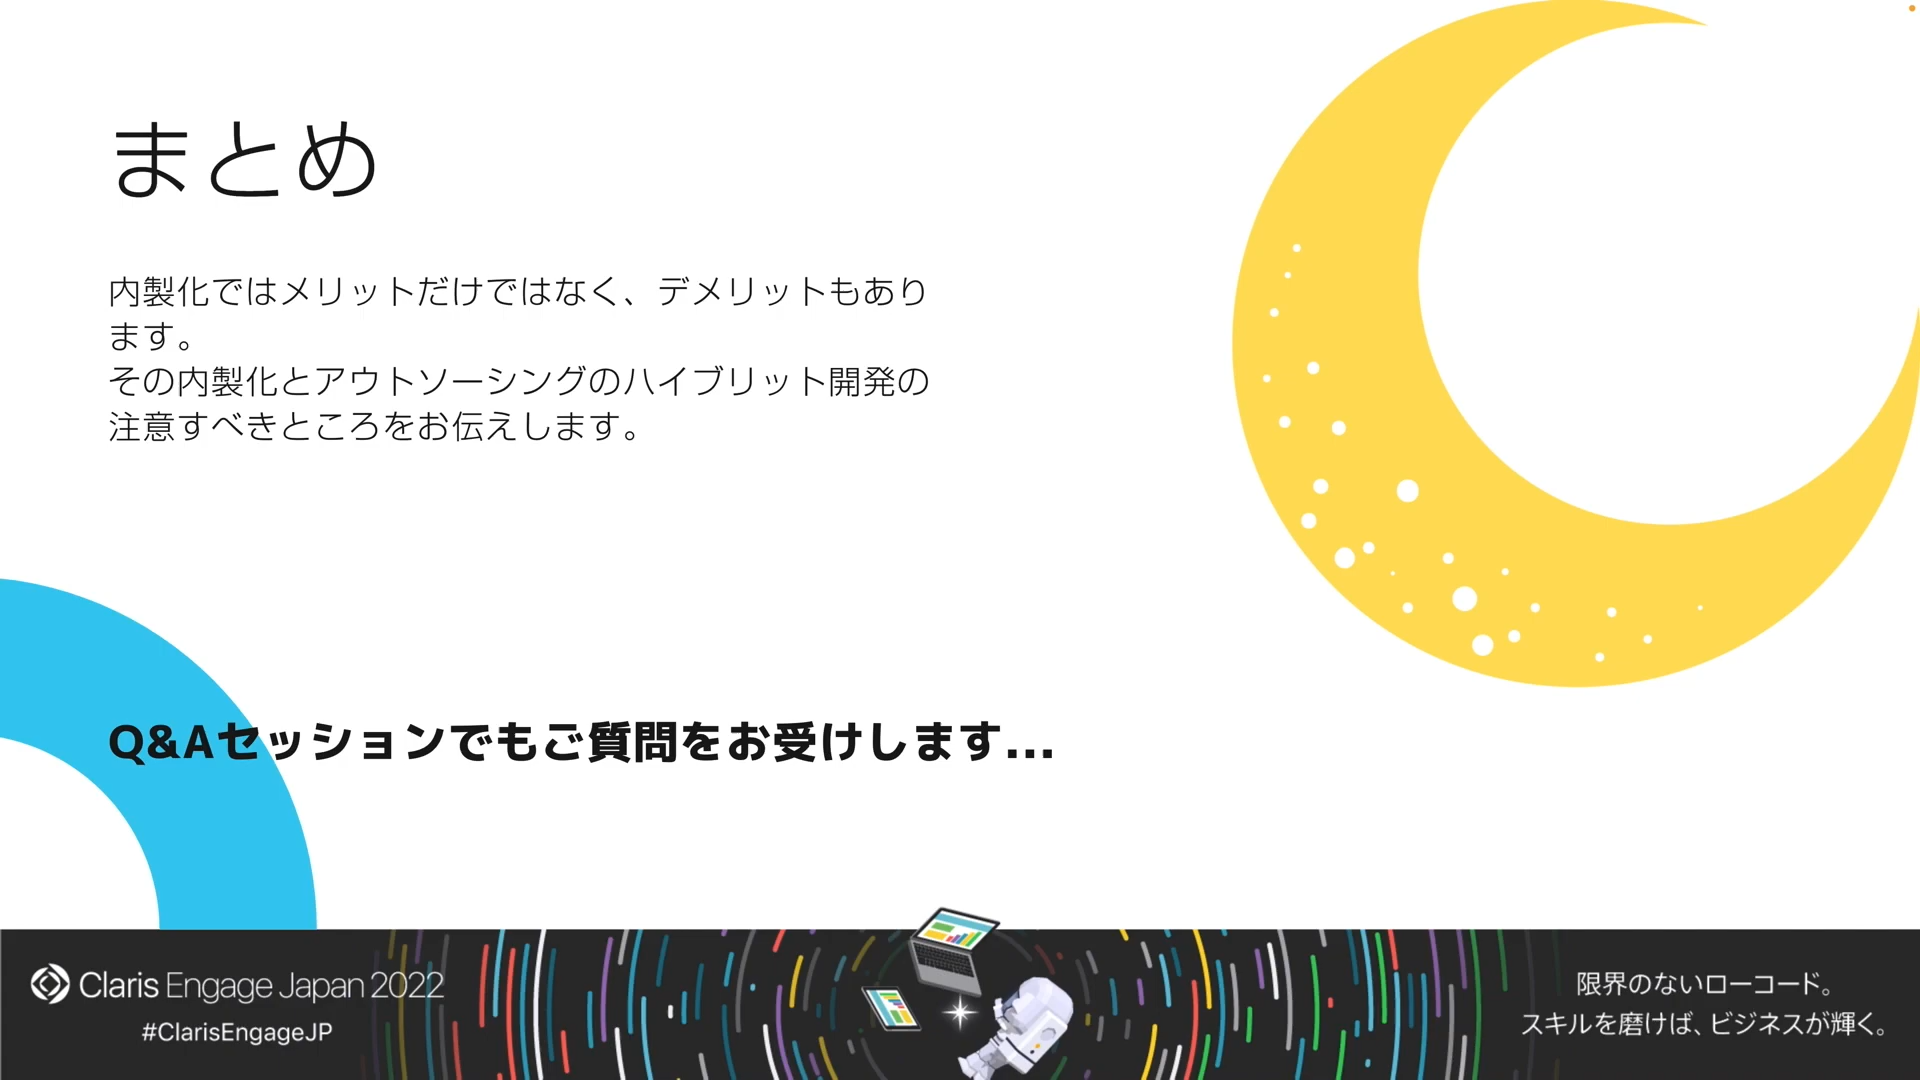 まとめ
内製化ではメリットだけではなく、デメリットもあり
ます。
その内製化とアウトソーシングのハイブリット開発の
注意すべきところをお伝えします。
Q&Aセッションでもご質問をお受けします...
Claris Engage Japan 2022
#ClarisEngageJP
限界のないローコード。
スキルを磨けば、ビジネスが輝く。